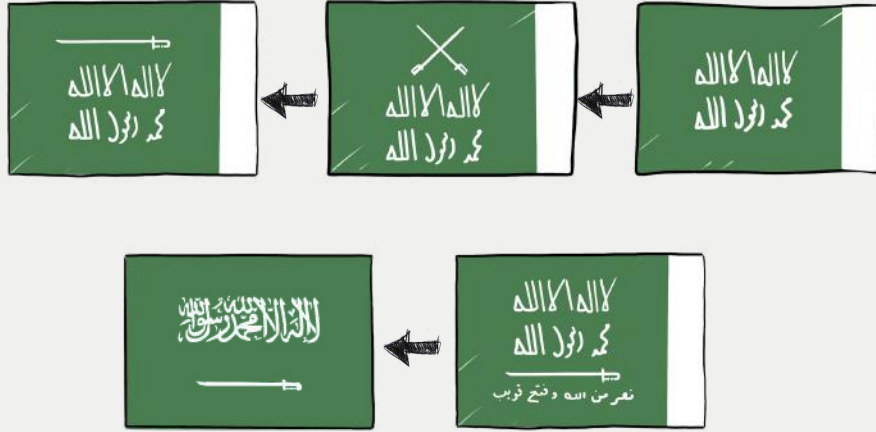 لا اله الا الله
محمد رسول الله
لا اله الا الله
محمد رسول الله
لا اله الا الله
محمد رسول الله
لا اله الا الله
محمد رسول الله
نصر من الله وفتح قريب
لا إله إلا الله محمد رسول الله